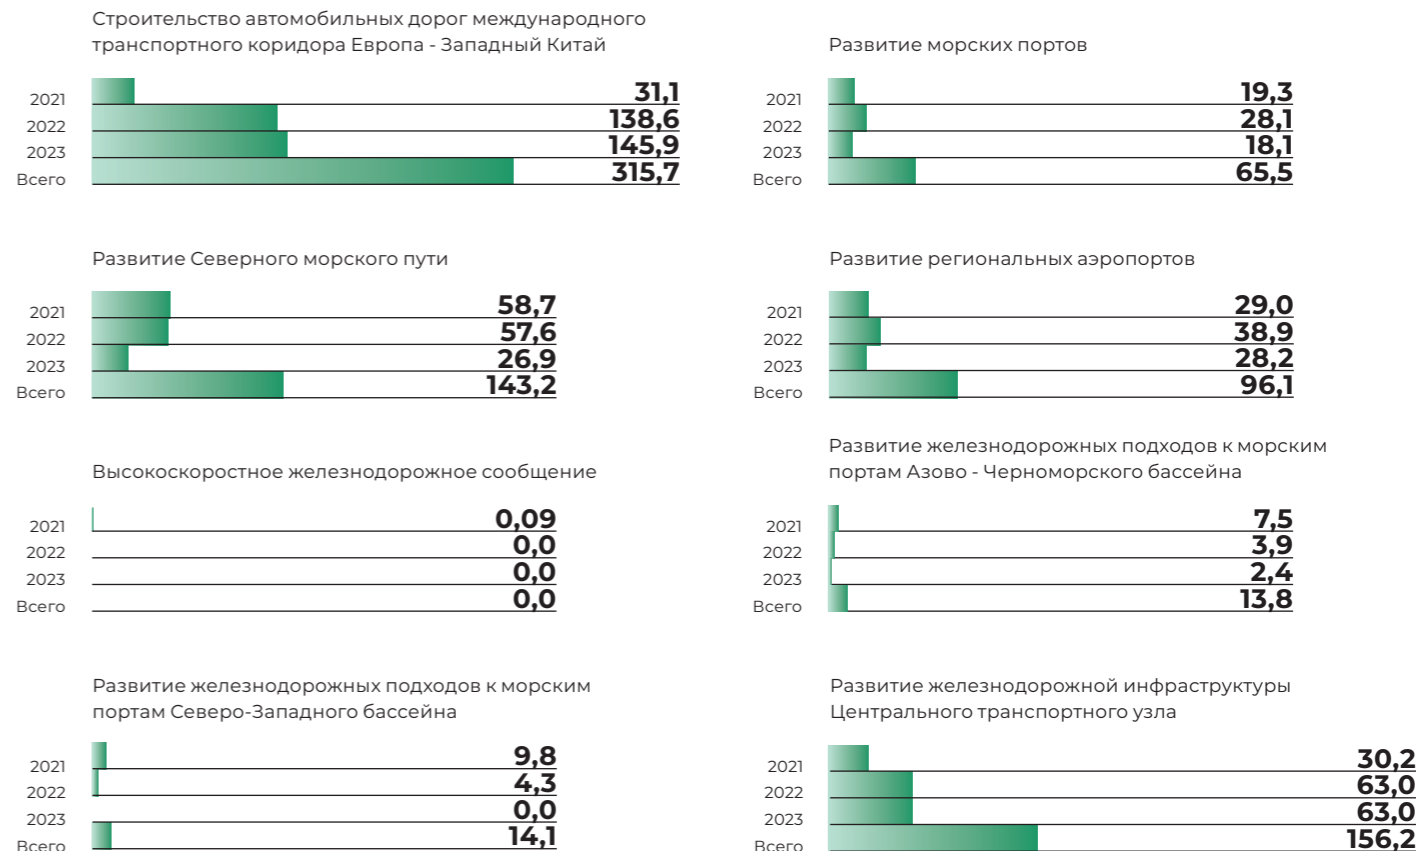 Строительство автомобильных дорог международного
транспортного коридора Европа - Западный Китай
2021 31,1
2022 138,6
2023 145,9
Всего 315,7
Развитие морских портов
2021 19,3
2022 28,1
2023 18,1
Всего 65,5
Развитие Северного морского пути
2021 58,7
2022 57,6
2023 26,9
Всего 143,2
Развитие региональных аэропортов
2021 29,0
2022 38,9
2023 28,2
Всего 96,1
Высокоскоростное железнодорожное сообщение
2021 0,09
2022 0,0
2023 0,0
Всего 0,0
Развитие железнодорожных подходов к морским
портам Азово - Черноморского бассейна
2021 7,5
2022 3,9
2023 2,4
Всего 13,8
Развитие железнодорожных подходов к морским
портам Северо-Западного бассейна
2021 9,8
2022 4,3
2023 0,0
Всего 14,1
Развитие железнодорожной инфраструктуры
Центрального транспортного узла
2021 30,2
2022 63,0
2023 63,0
Всего 156,2